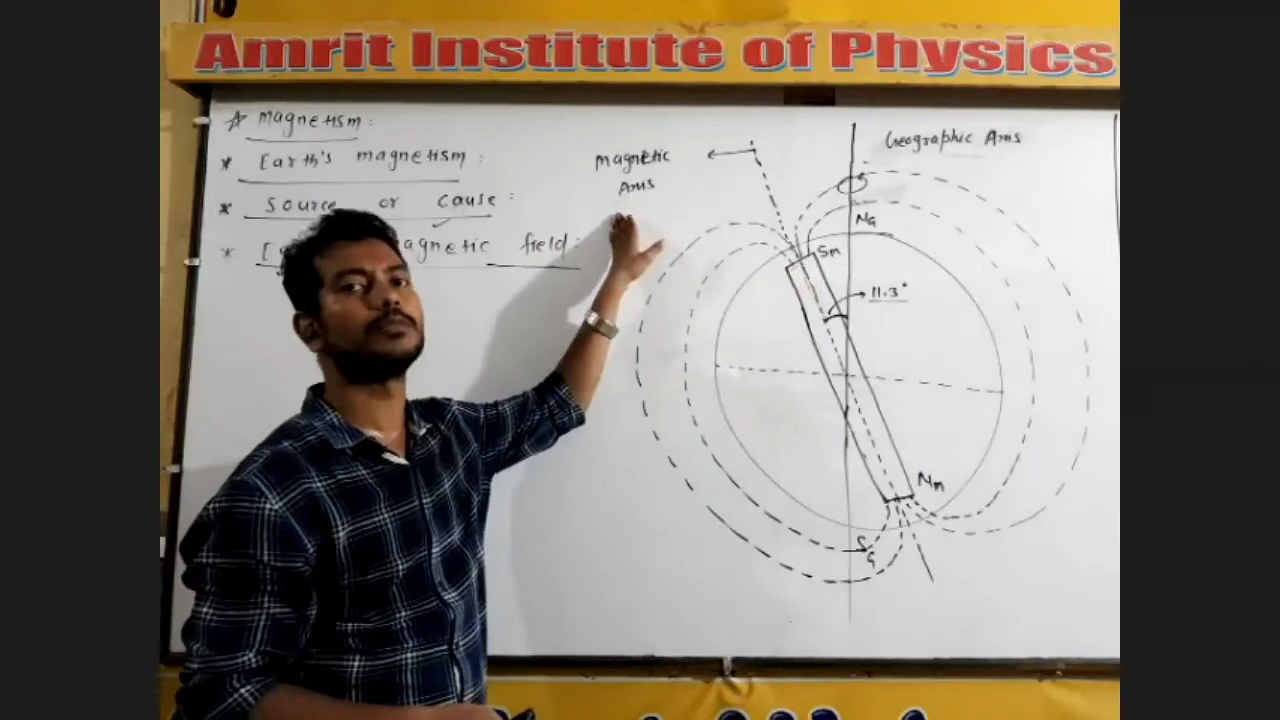 Amrit Institute of Physics
☆ Magnetism:
* Earth's magnetism:
* Source or cause:
* magnetic field:
Magnetic
Axis
Geographic Axis
NG
Sm
11.3°
Nm
SG